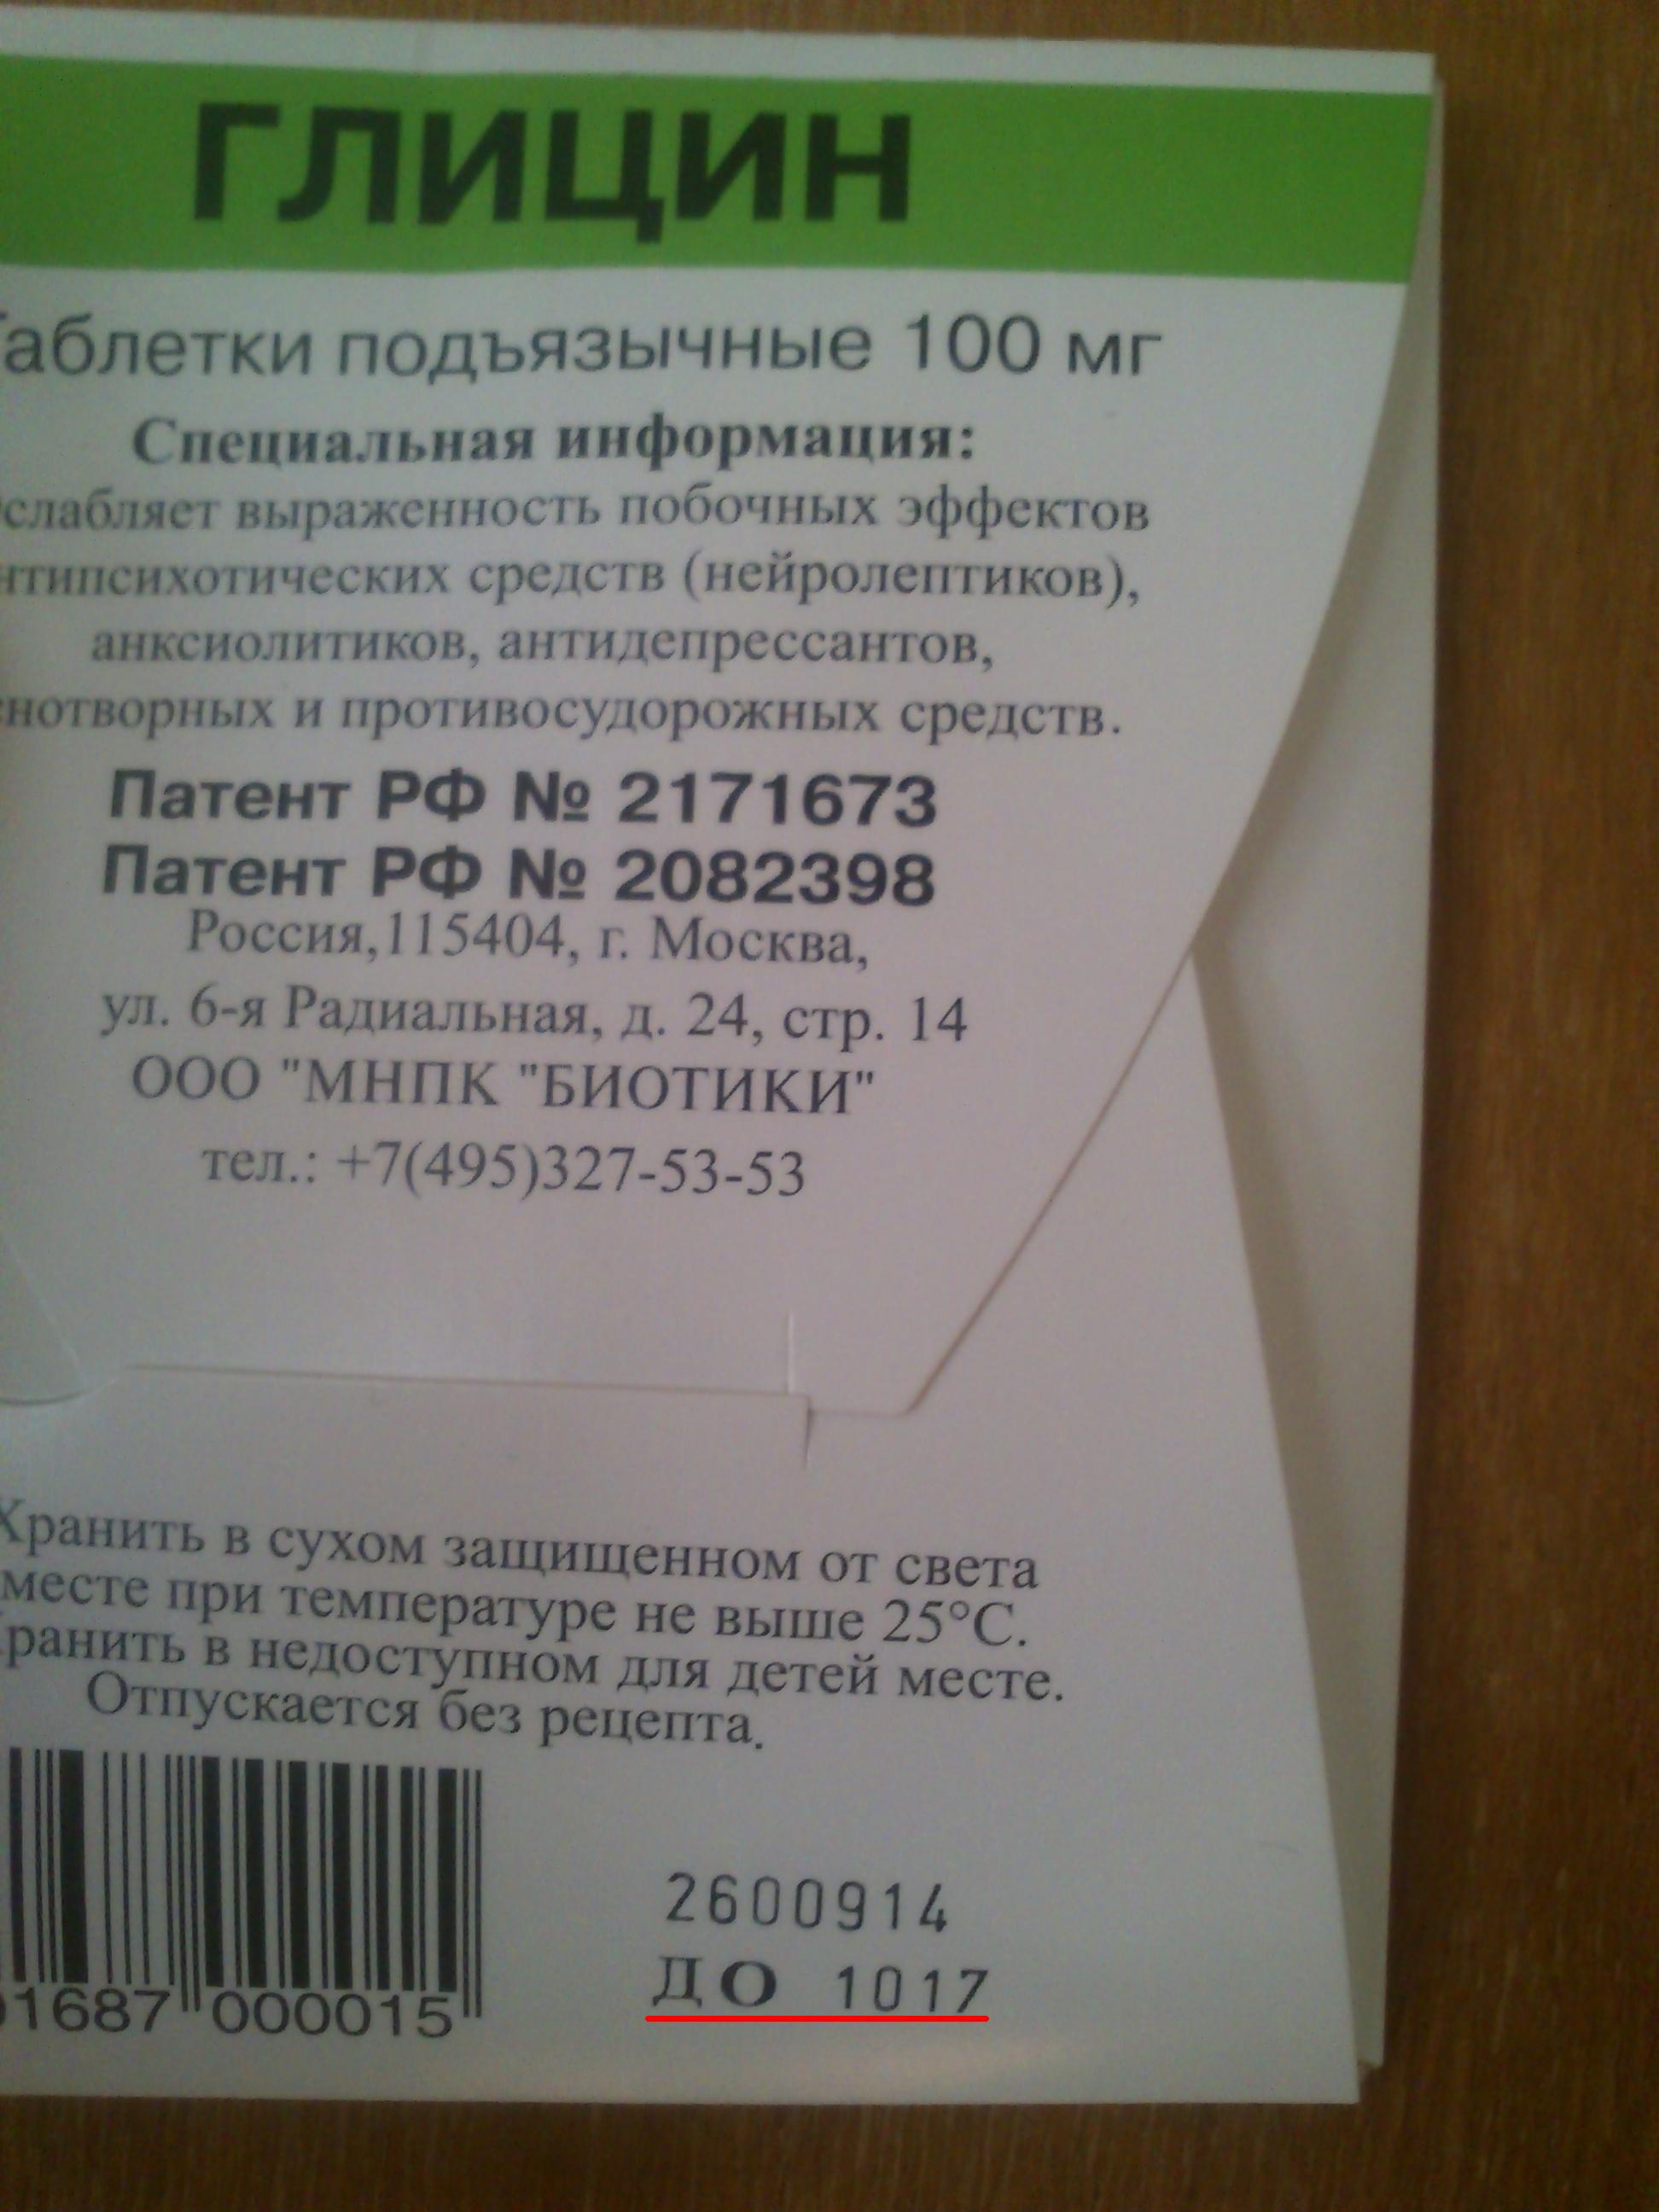 ГЛИЦИН
Таблетки подъязычные 100 мг
Специальная информация:
слабляет выраженность побочных эффектов
нтипсихотических средств (нейролептиков),
анксиолитиков, антидепрессантов,
нотворных и противосудорожных средств.
Патент РФ № 2171673
Патент РФ № 2082398
Россия,115404, г. Москва,
ул. 6-я Радиальная, д. 24, стр. 14
ООО "МНПК "БИОТИКИ"
тел.: +7(495)327-53-53
Хранить в сухом защищенном от света
месте при температуре не выше 25°C.
ранить в недоступном для детей месте.
Отпускается без рецепта.
2600914
ДО 1017
01687 000015